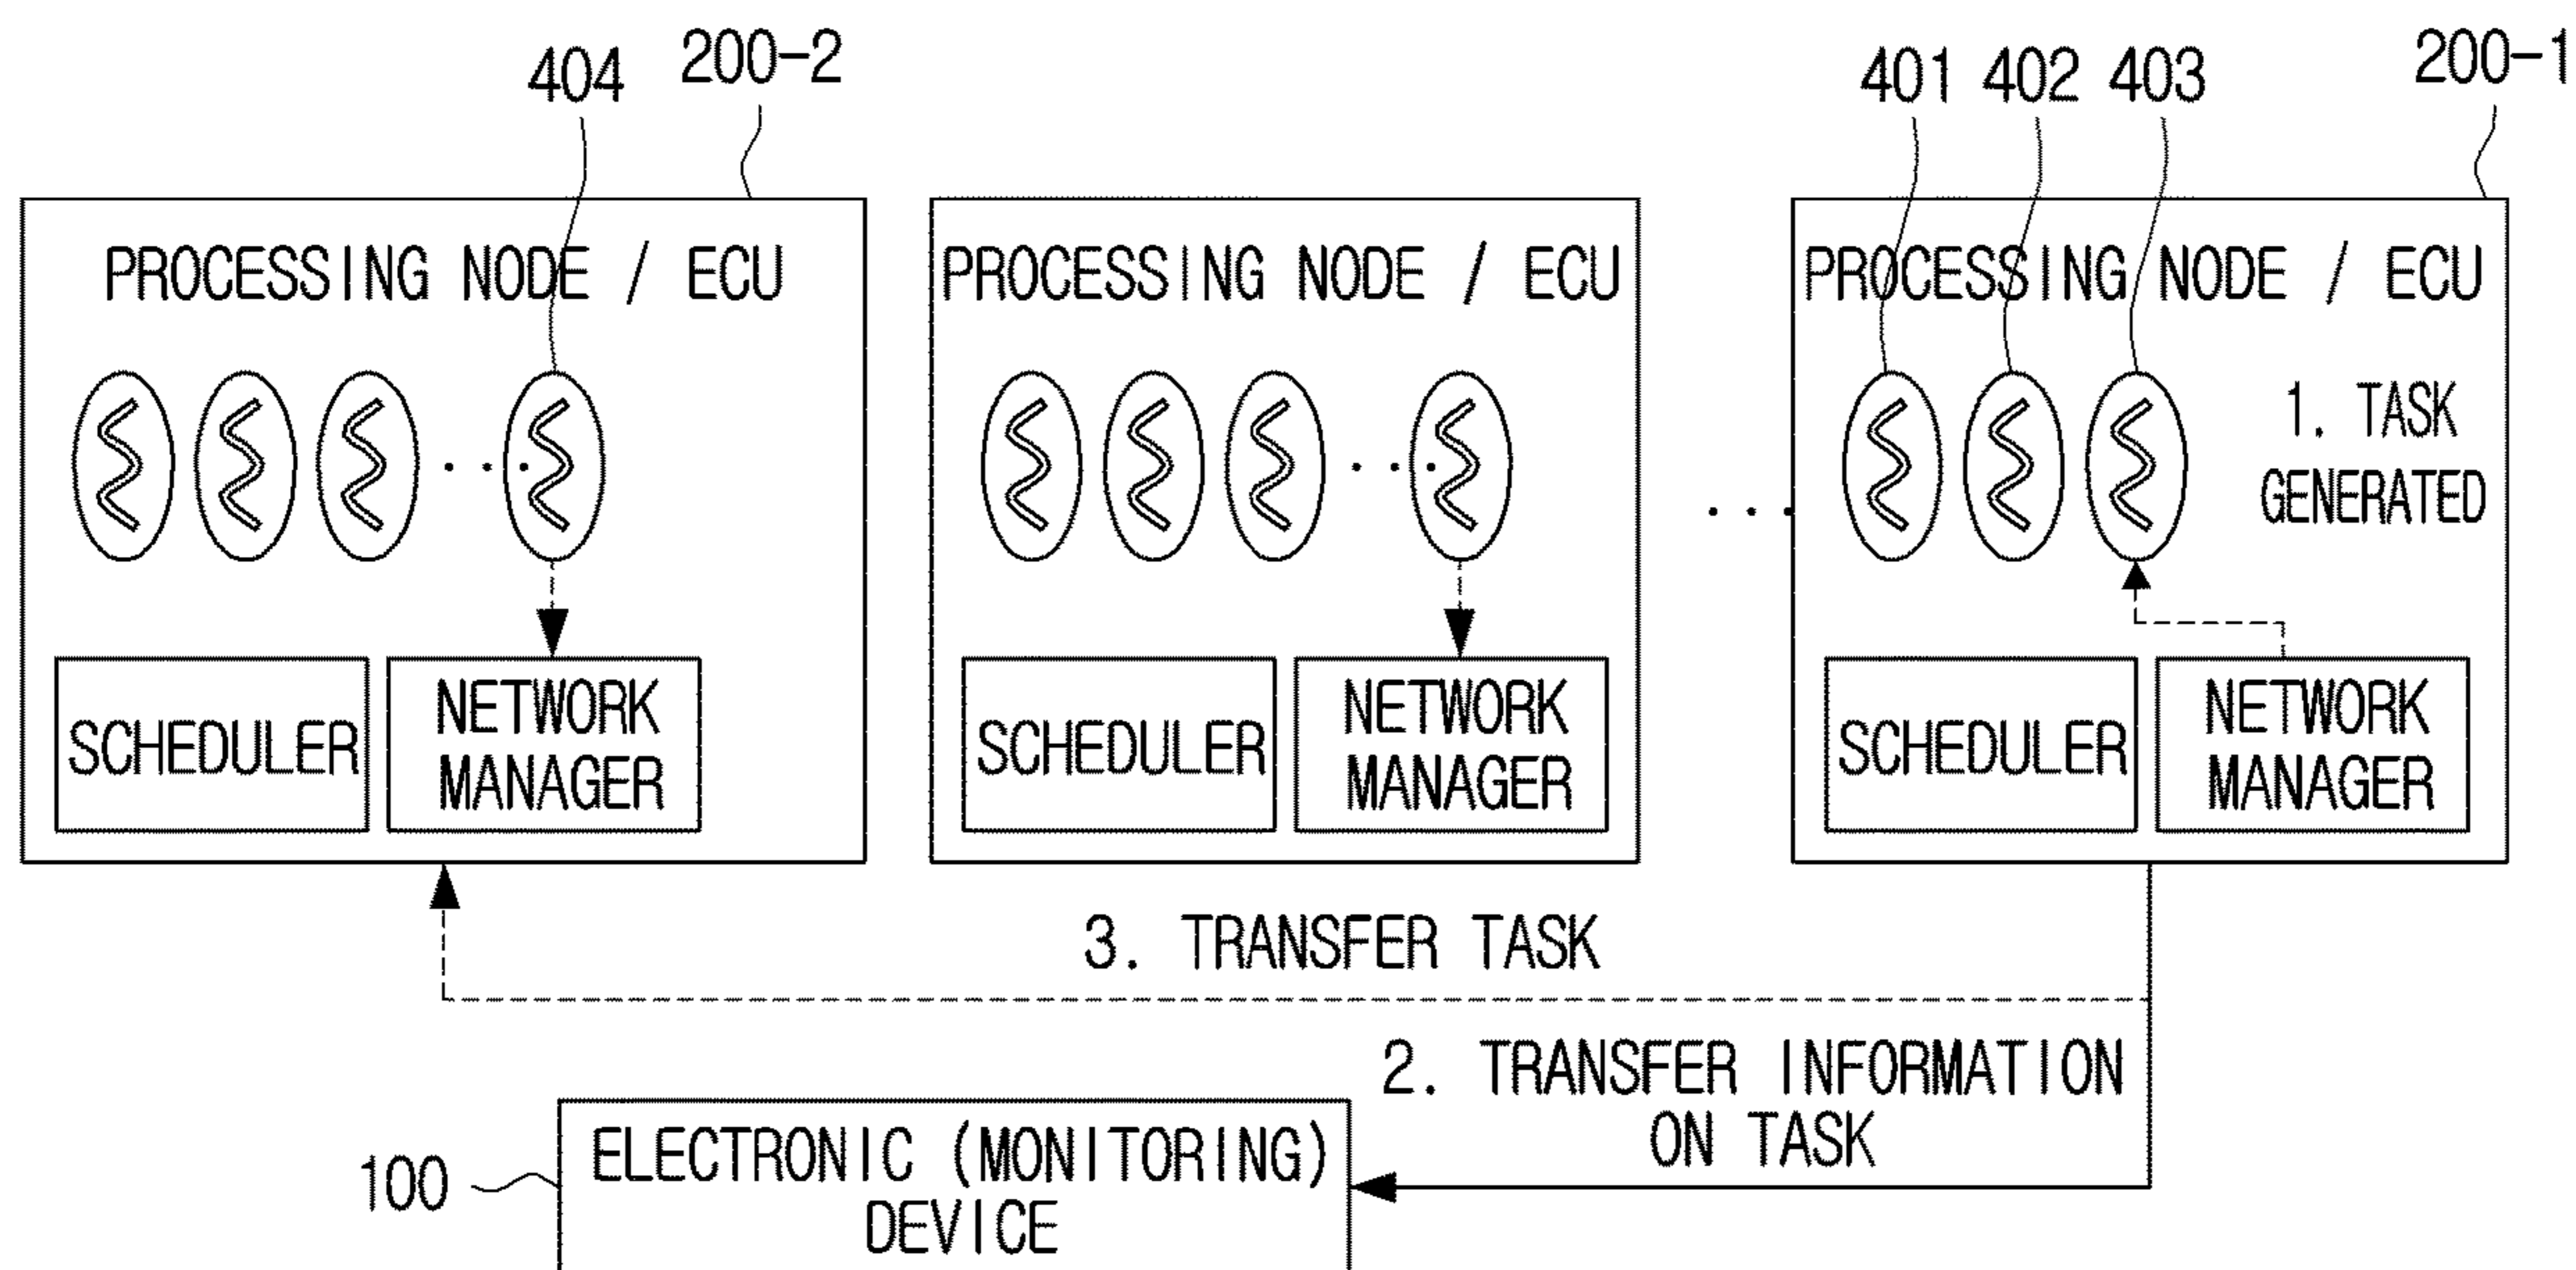 404
200-2
401
402
403
200-1
PROCESSING NODE / ECU
PROCESSING NODE / ECU
PROCESSING NODE / ECU
1. TASK
GENERATED
SCHEDULER
NETWORK
MANAGER
SCHEDULER
NETWORK
MANAGER
SCHEDULER
NETWORK
MANAGER
3. TRANSFER TASK
2. TRANSFER INFORMATION
ON TASK
100
ELECTRONIC (MONITORING)
DEVICE